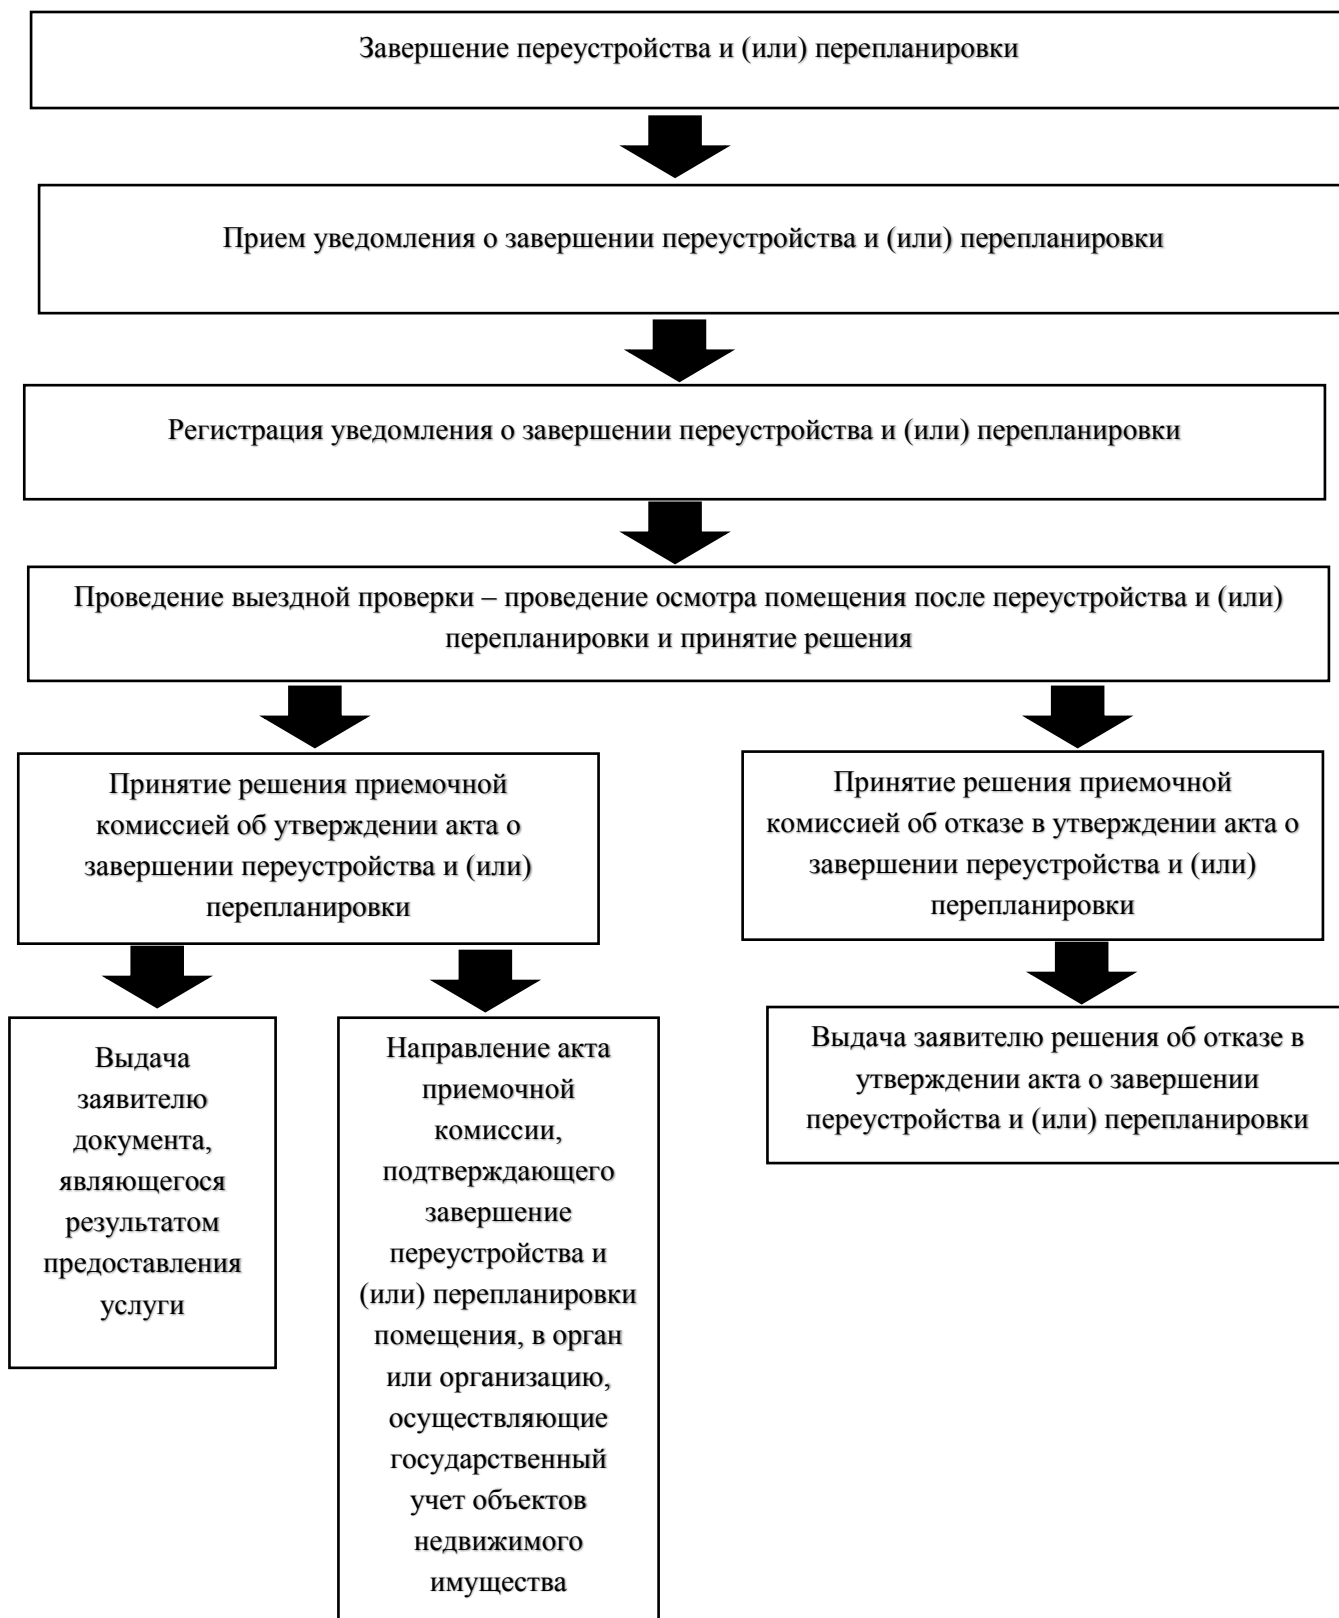 Завершение переустройства и (или) перепланировки
Прием уведомления о завершении переустройства и (или) перепланировки
Регистрация уведомления о завершении переустройства и (или) перепланировки
Проведение выездной проверки – проведение осмотра помещения после переустройства и (или)
перепланировки и принятие решения
Принятие решения приемочной
комиссией об утверждении акта о
завершении переустройства и (или)
перепланировки
Принятие решения приемочной
комиссией об отказе в утверждении акта о
завершении переустройства и (или)
перепланировки
Выдача
заявителю
документа,
являющегося
результатом
предоставления
услуги
Направление акта
приемочной
комиссии,
подтверждающего
завершение
переустройства и
(или) перепланировки
помещения, в орган
или организацию,
осуществляющие
государственный
учет объектов
недвижимого
имущества
Выдача заявителю решения об отказе в
утверждении акта о завершении
переустройства и (или) перепланировки